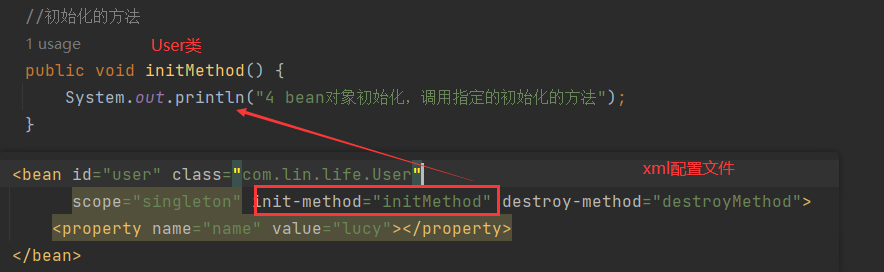 //初始化的方法
1 usage
User类
public void initMethod() {
System.out.println("4 bean对象初始化，调用指定的初始化的方法");
}
xml配置文件
<bean id="user" class="com.lin.life.User"
scope="singleton" init-method="initMethod" destroy-method="destroyMethod">
<property name="name" value="lucy"></property>
</bean>